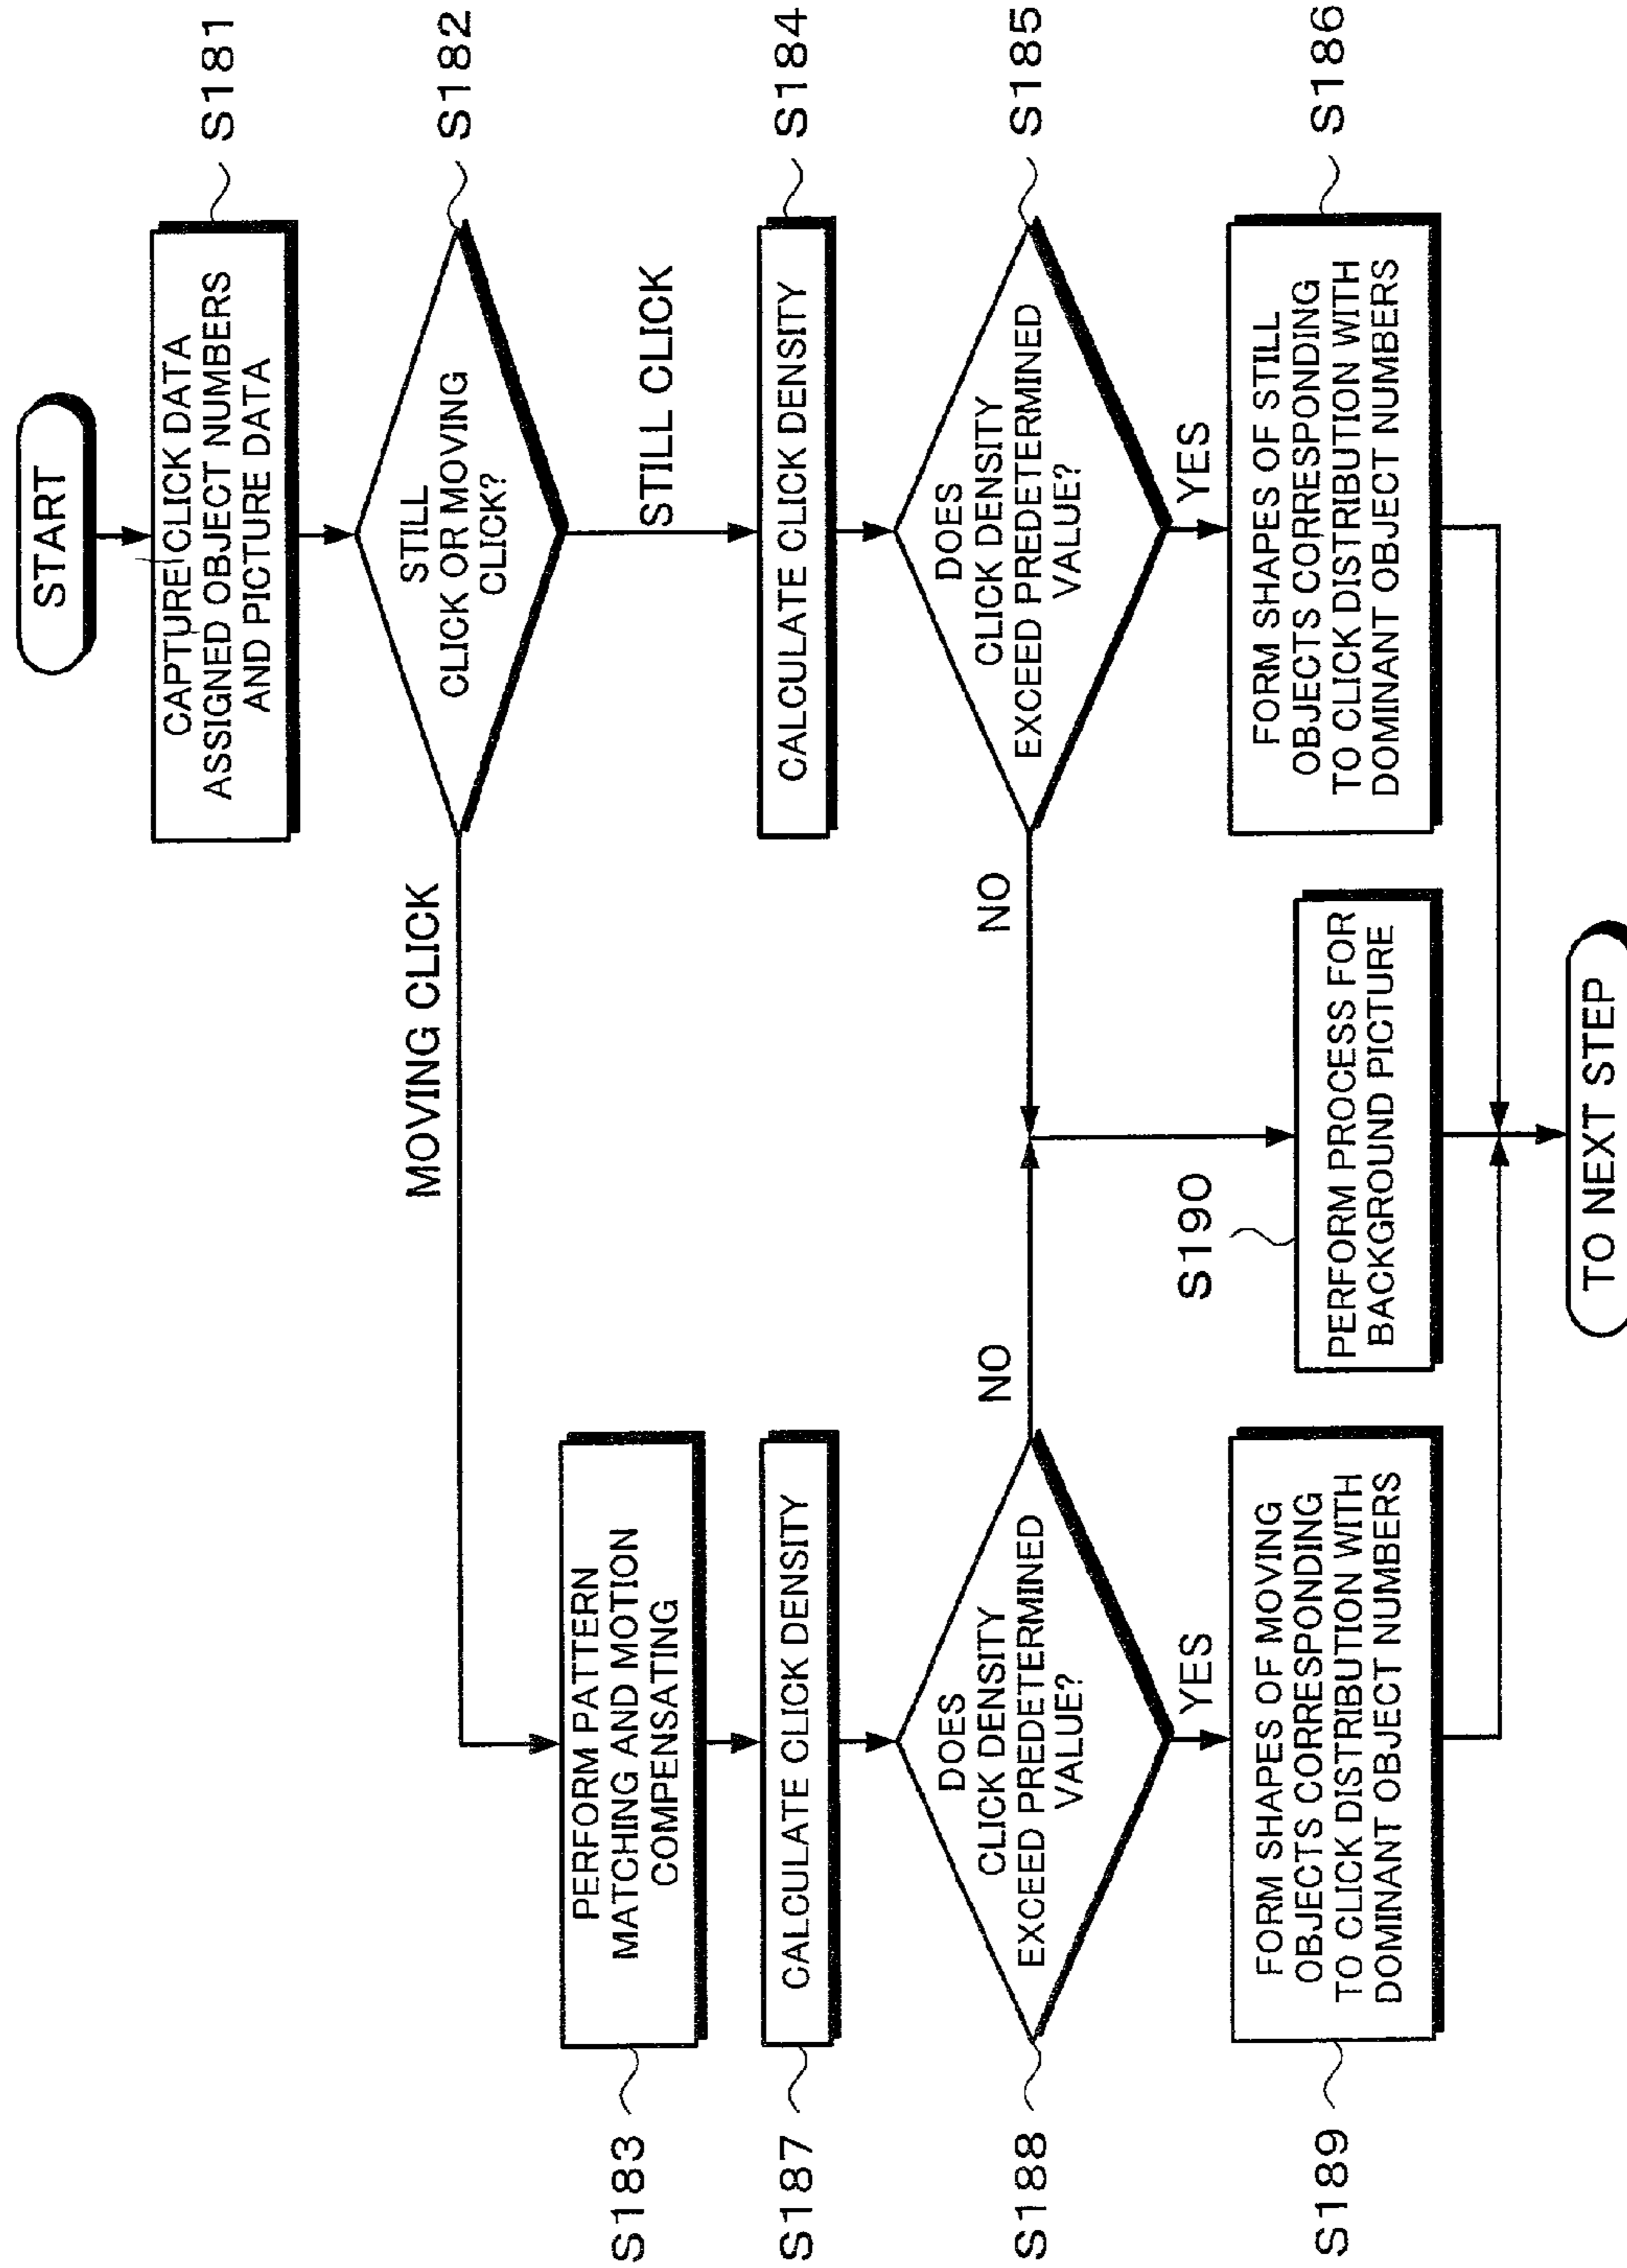 START
CAPTURE CLICK DATA
ASSIGNED OBJECT NUMBERS
AND PICTURE DATA
S181
STILL
CLICK OR MOVING
CLICK?
S182
MOVING CLICK
STILL CLICK
PERFORM PATTERN
MATCHING AND MOTION
COMPENSATING
S183
CALCULATE CLICK DENSITY
S187
CALCULATE CLICK DENSITY
S184
DOES
CLICK DENSITY
EXCEED PREDETERMINED
VALUE?
S188
NO
YES
DOES
CLICK DENSITY
EXCEED PREDETERMINED
VALUE?
S185
NO
YES
FORM SHAPES OF MOVING
OBJECTS CORRESPONDING
TO CLICK DISTRIBUTION WITH
DOMINANT OBJECT NUMBERS
S189
S190
PERFORM PROCESS FOR
BACKGROUND PICTURE
FORM SHAPES OF STILL
OBJECTS CORRESPONDING
TO CLICK DISTRIBUTION WITH
DOMINANT OBJECT NUMBERS
S186
TO NEXT STEP